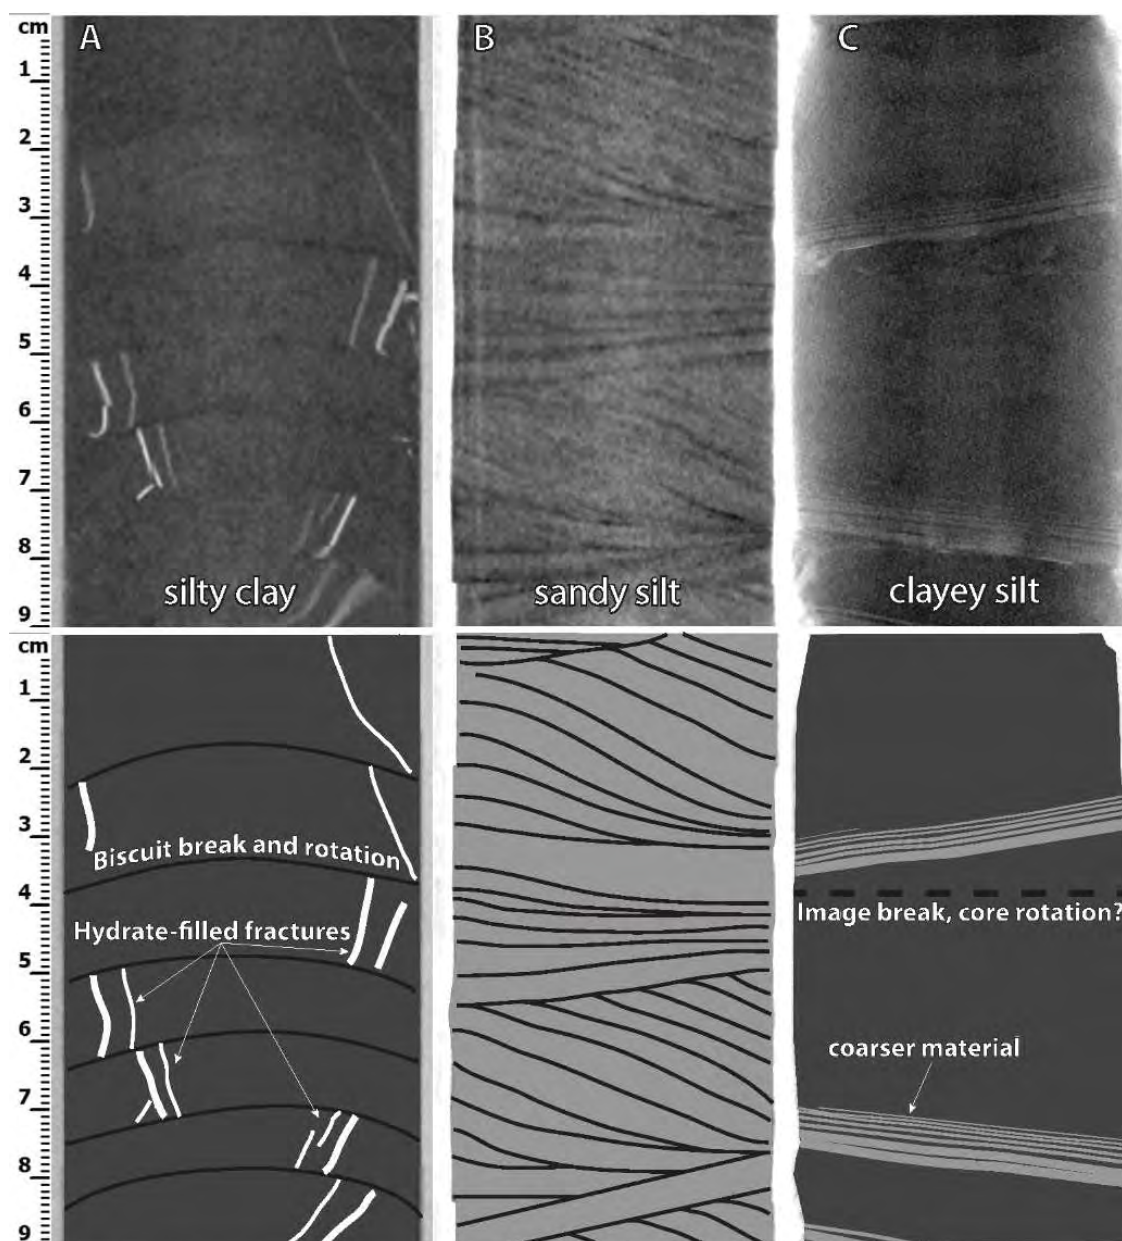 cm
A
B
C
1
2
3
4
5
6
7
8
9
silty clay
sandy silt
clayey silt
cm
1
2
3
4
5
6
7
8
9
Biscuit break and rotation
Hydrate-filled fractures
Image break, core rotation?
coarser material